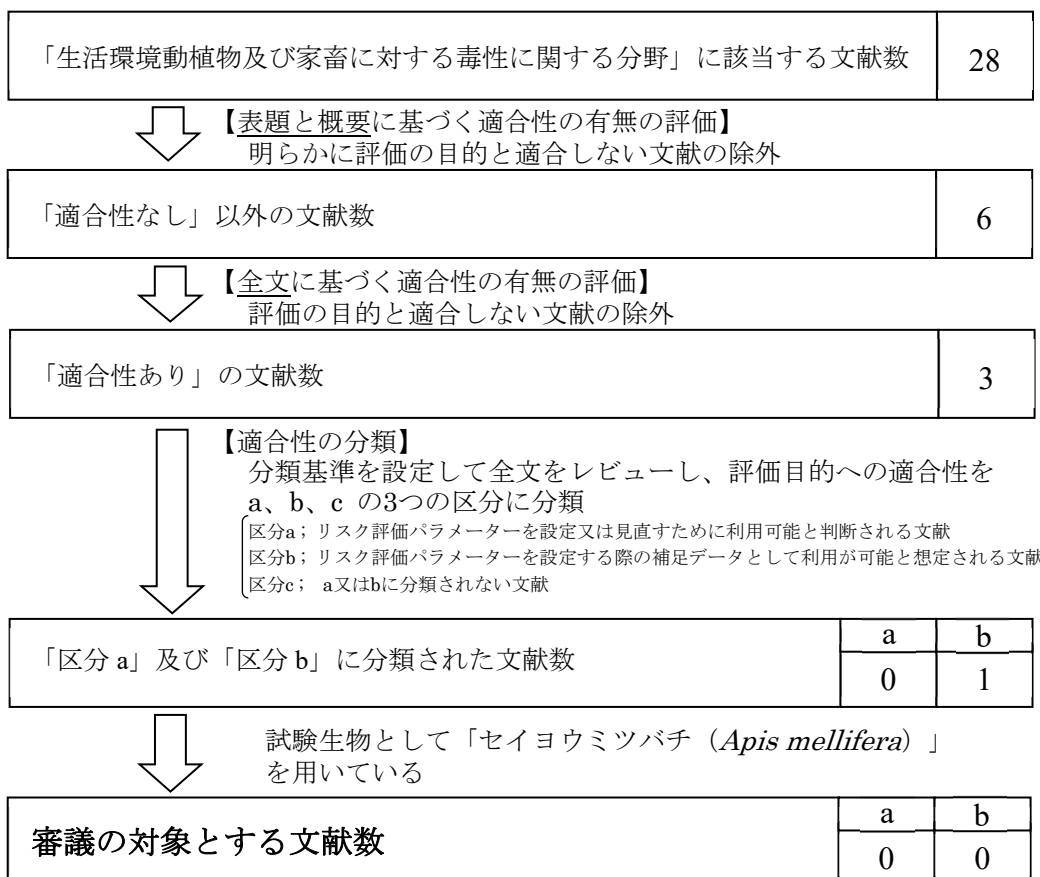 「生活環境動植物及び家畜に対する毒性に関する分野」に該当する文献数 28
【表題と概要に基づく適合性の有無の評価】
明らかに評価の目的と適合しない文献の除外
「適合性なし」以外の文献数 6
【全文に基づく適合性の有無の評価】
評価の目的と適合しない文献の除外
「適合性あり」の文献数 3
【適合性の分類】
分類基準を設定して全文をレビューし、評価目的への適合性を
a、b、c の3つの区分に分類
区分a；リスク評価パラメーターを設定又は見直すために利用可能と判断される文献
区分b；リスク評価パラメーターを設定する際の補足データとして利用が可能と想定される文献
区分c； a又はbに分類されない文献
「区分 a」及び「区分 b」に分類された文献数
a b
0 1
試験生物として「セイヨウミツバチ（Apis mellifera）」
を用いている
審議の対象とする文献数
a b
0 0